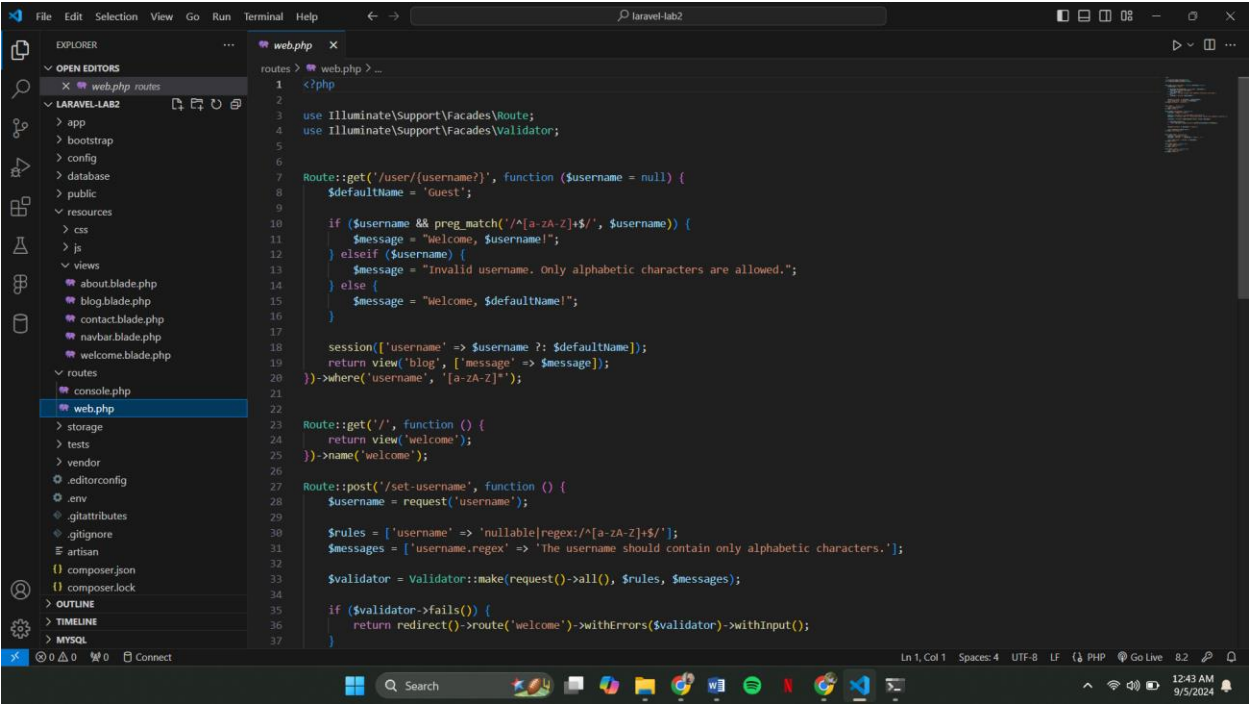 File Edit Selection View Go Run Terminal Help
laravel-lab2
EXPLORER
OPEN EDITORS
web.php routes
LARAVEL-LAB2
app
bootstrap
config
database
public
resources
css
js
views
about.blade.php
blog.blade.php
contact.blade.php
navbar.blade.php
welcome.blade.php
routes
console.php
web.php
storage
tests
vendor
.editorconfig
.env
.gitattributes
.gitignore
artisan
composer.json
composer.lock
OUTLINE
TIMELINE
MYSQL
web.php
routes > web.php > ...
1 <?php
2
3 use Illuminate\Support\Facades\Route;
4 use Illuminate\Support\Facades\Validator;
5
6
7 Route::get('/user/{username?}', function ($username = null) {
8     $defaultName = 'Guest';
9
10     if ($username && preg_match('/^[a-zA-Z]+$/', $username)) {
11         $message = "Welcome, $username!";
12     } elseif ($username) {
13         $message = "Invalid username. Only alphabetic characters are allowed.";
14     } else {
15         $message = "Welcome, $defaultName!";
16     }
17
18     session(['username' => $username ?: $defaultName]);
19     return view('blog', ['message' => $message]);
20 })->where('username', '[a-zA-Z]*');
21
22
23 Route::get('/', function () {
24     return view('welcome');
25 })->name('welcome');
26
27 Route::post('/set-username', function () {
28     $username = request('username');
29
30     $rules = ['username' => 'nullable|regex:/^[a-zA-Z]+$/'];
31     $messages = ['username.regex' => 'The username should contain only alphabetic characters.'];
32
33     $validator = Validator::make(request()->all(), $rules, $messages);
34
35     if ($validator->fails()) {
36         return redirect()->route('welcome')->withErrors($validator)->withInput();
37     }
0 0 0 Connect
Ln 1, Col 1 Spaces: 4 UTF-8 LF PHP Go Live 8.2
Search
12:43 AM
9/5/2024